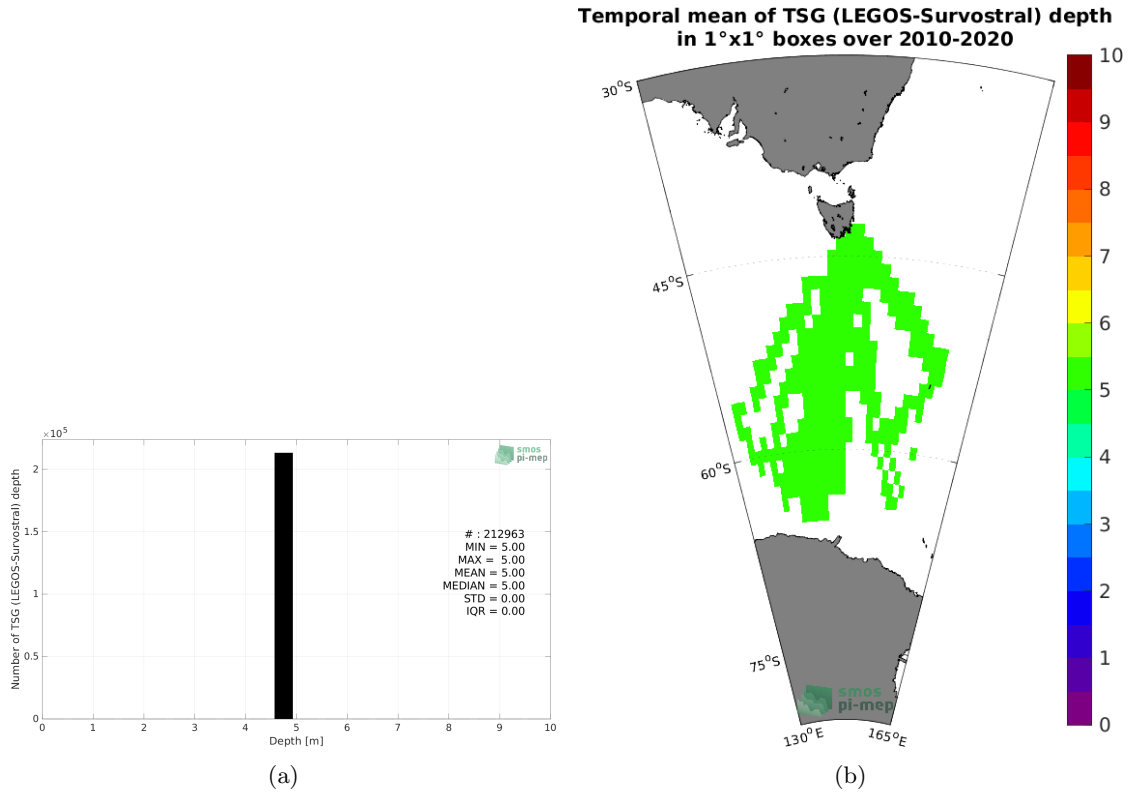 ×10⁵
2
1.5
1
0.5
0
Number of TSG (LEGOS-Survostral) depth
smos
pi-mep
# : 212963
MIN = 5.00
MAX = 5.00
MEAN = 5.00
MEDIAN = 5.00
STD = 0.00
IQR = 0.00
0 1 2 3 4 5 6 7 8 9 10
Depth [m]
(a)
Temporal mean of TSG (LEGOS-Survostral) depth
in 1°x1° boxes over 2010-2020
30°S
45°S
60°S
75°S
130°E
165°E
smos
pi-mep
10
9
8
7
6
5
4
3
2
1
0
(b)